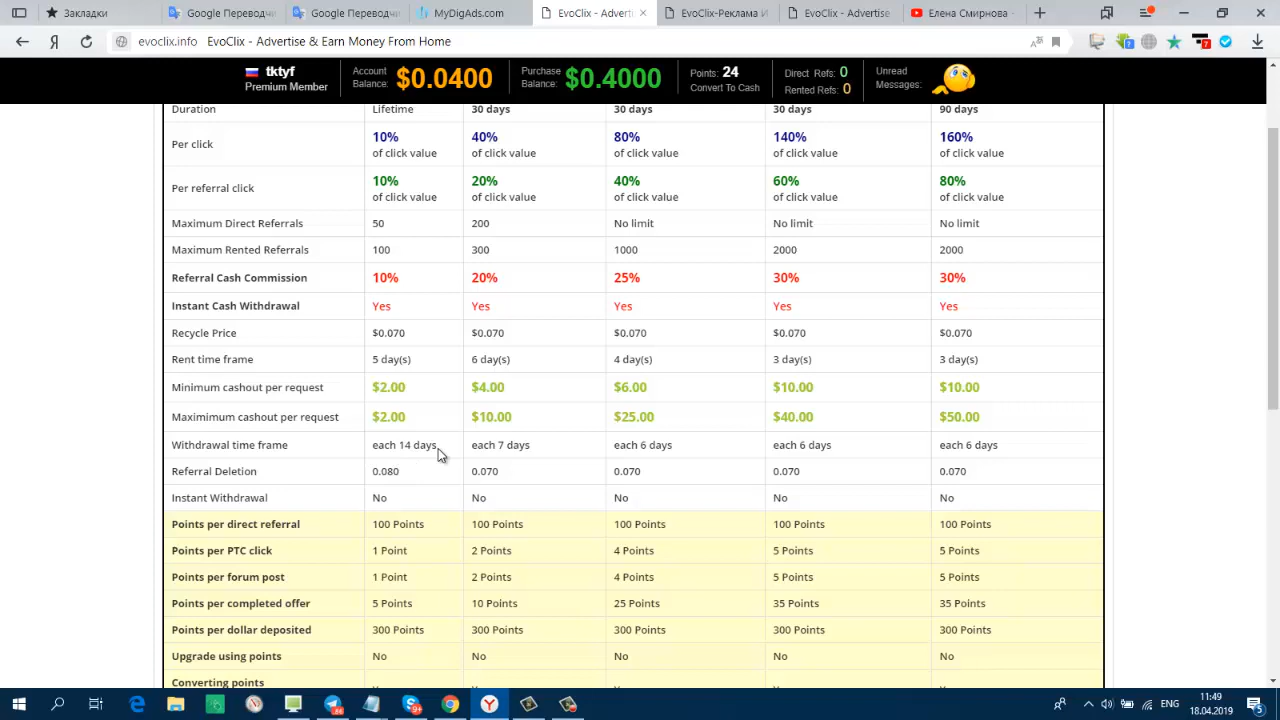 Закладки
Google Переводч
Google Переводч
MyDigAds.com
EvoClix - Adverti
EvoClix-Реклама И
EvoClix - Advertise
Елена Смирнова -
evoclix.info EvoClix - Advertise & Earn Money From Home
tktyf
Premium Member
Account Balance: $0.0400
Purchase Balance: $0.4000
Points: 24
Convert To Cash
Direct Refs: 0
Rented Refs: 0
Unread Messages:
Duration Lifetime 30 days 30 days 30 days 90 days
Per click 10% of click value 40% of click value 80% of click value 140% of click value 160% of click value
Per referral click 10% of click value 20% of click value 40% of click value 60% of click value 80% of click value
Maximum Direct Referrals 50 200 No limit No limit No limit
Maximum Rented Referrals 100 300 1000 2000 2000
Referral Cash Commission 10% 20% 25% 30% 30%
Instant Cash Withdrawal Yes Yes Yes Yes Yes
Recycle Price $0.070 $0.070 $0.070 $0.070 $0.070
Rent time frame 5 day(s) 6 day(s) 4 day(s) 3 day(s) 3 day(s)
Minimum cashout per request $2.00 $4.00 $6.00 $10.00 $10.00
Maximimum cashout per request $2.00 $10.00 $25.00 $40.00 $50.00
Withdrawal time frame each 14 days each 7 days each 6 days each 6 days each 6 days
Referral Deletion 0.080 0.070 0.070 0.070 0.070
Instant Withdrawal No No No No No
Points per direct referral 100 Points 100 Points 100 Points 100 Points 100 Points
Points per PTC click 1 Point 2 Points 4 Points 5 Points 5 Points
Points per forum post 1 Point 2 Points 4 Points 5 Points 5 Points
Points per completed offer 5 Points 10 Points 25 Points 35 Points 35 Points
Points per dollar deposited 300 Points 300 Points 300 Points 300 Points 300 Points
Upgrade using points No No No No No
Converting points
ENG
11:49
18.04.2019